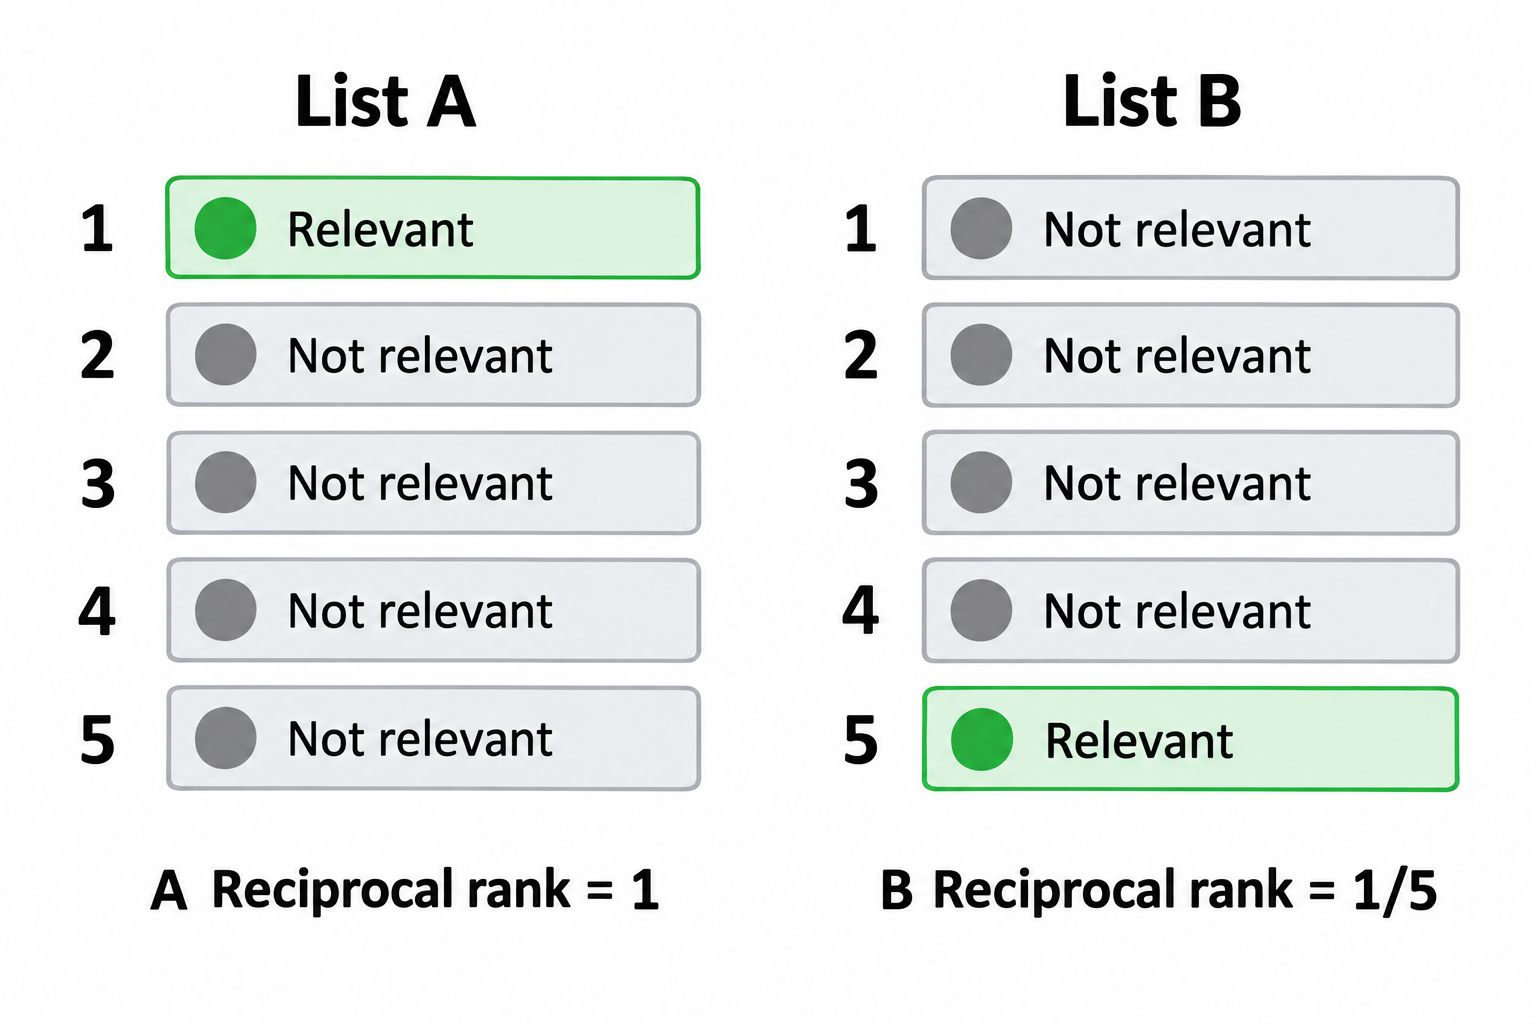 List A
1 Relevant
2 Not relevant
3 Not relevant
4 Not relevant
5 Not relevant
A Reciprocal rank = 1
List B
1 Not relevant
2 Not relevant
3 Not relevant
4 Not relevant
5 Relevant
B Reciprocal rank = 1/5